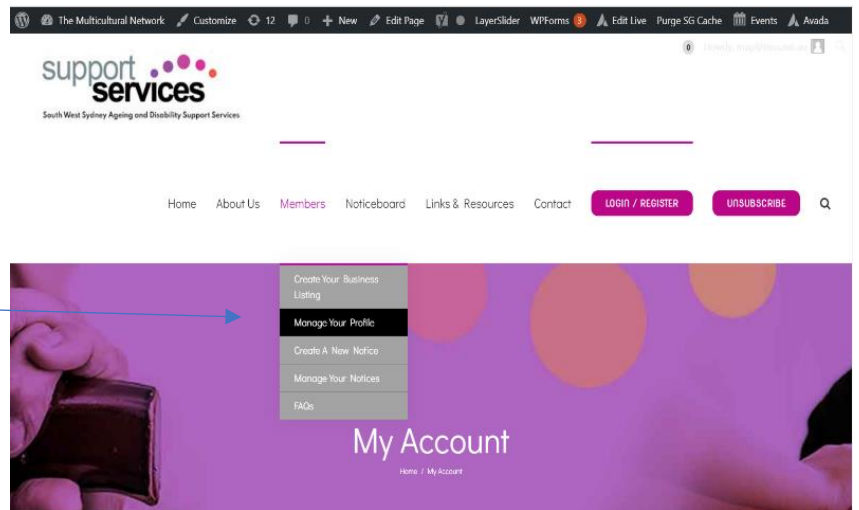 The Multicultural Network Customize 12 0 + New Edit Page LayerSlider WPForms 3 Edit Live Purge SG Cache Events Avada
0
support
services
South West Sydney Ageing and Disability Support Services
Home About Us Members Noticeboard Links & Resources Contact LOGIN / REGISTER UNSUBSCRIBE
Create Your Business
Listing
Manage Your Profile
Create A New Notice
Manage Your Notices
FAQs
My Account
Home / My Account